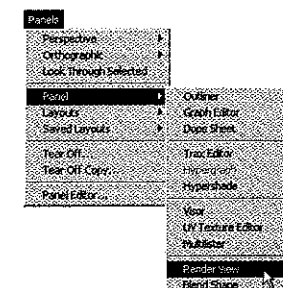 Panels
Perspective
Orthographic
Look Through Selected
Panel
Layouts
Saved Layouts
Tear Off...
Tear Off Copy...
Panel Editor...
Outliner
Graph Editor
Dope Sheet
Trax Editor
Hypergraph
Hypershade
Visor
UV Texture Editor
Multilister
Render View
Blend Shape